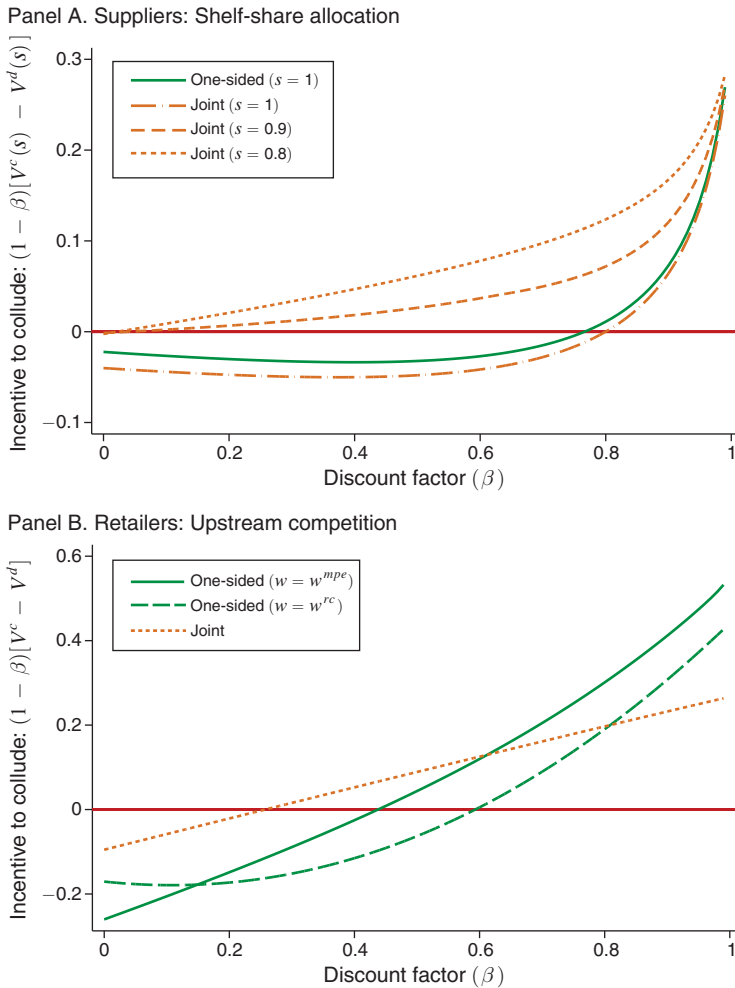 Panel A. Suppliers: Shelf-share allocation
Incentive to collude: (1 − β)[V^c(s) − V^d(s)]
0.3
0.2
0.1
0
−0.1
One-sided (s = 1)
Joint (s = 1)
Joint (s = 0.9)
Joint (s = 0.8)
0 0.2 0.4 0.6 0.8 1
Discount factor (β)
Panel B. Retailers: Upstream competition
Incentive to collude: (1 − β)[V^c − V^d]
0.6
0.4
0.2
0
−0.2
One-sided (w = w^mpe)
One-sided (w = w^rc)
Joint
0 0.2 0.4 0.6 0.8 1
Discount factor (β)